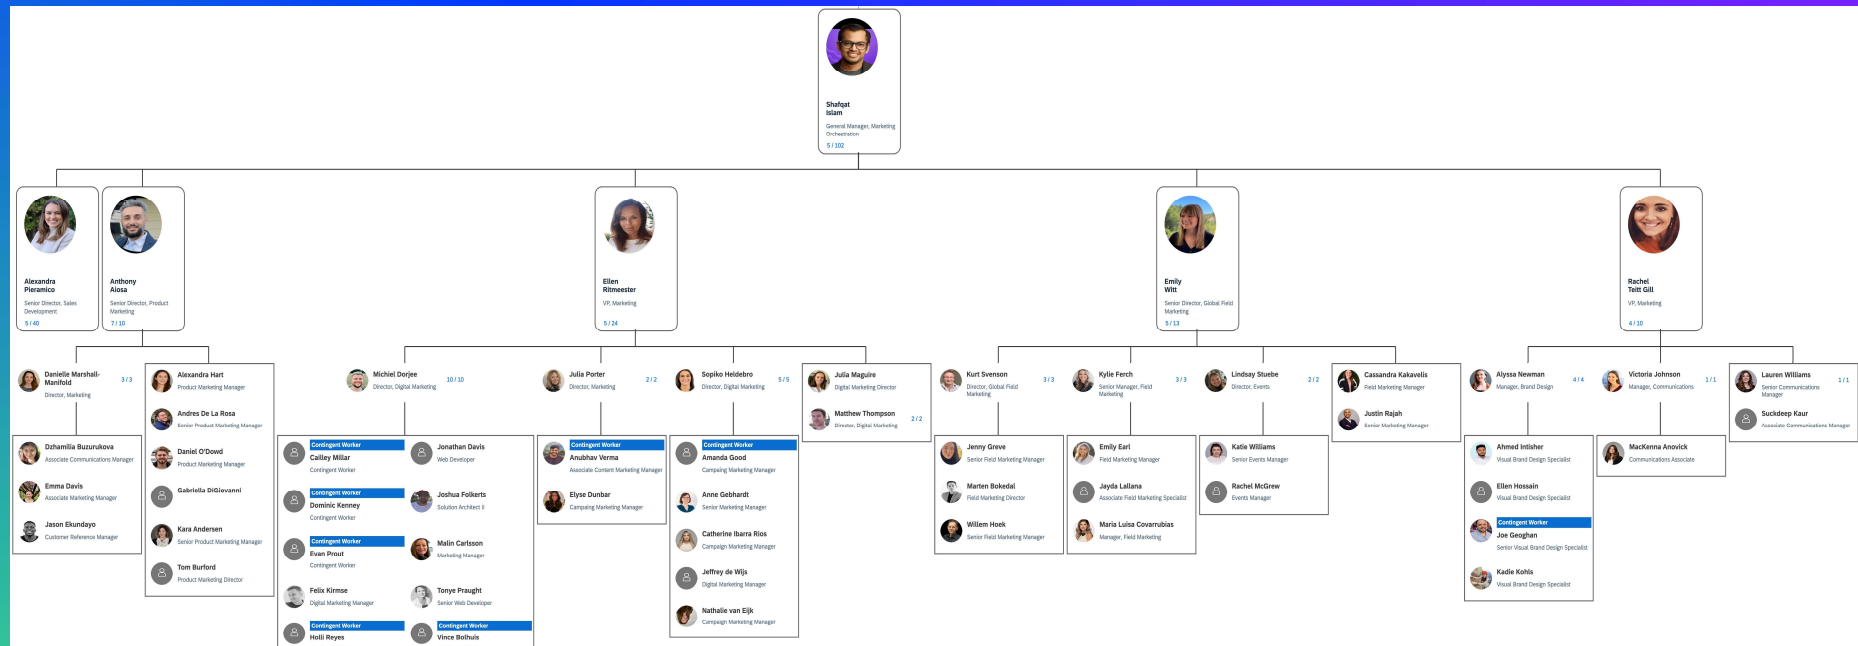 Shafqat
Islam
General Manager, Marketing
Orchestration
5 / 102
Alexandra
Pieramico
Senior Director, Sales
Development
5 / 40
Anthony
Aiosa
Senior Director, Product
Marketing
7 / 10
Ellen
Ritmeester
VP, Marketing
5 / 24
Emily
Witt
Senior Director, Global Field
Marketing
5 / 13
Rachel
Teitt Gill
VP, Marketing
4 / 10
Danielle Marshall-
Manifold
Director, Marketing
3 / 3
Dzhamilia Buzurukova
Associate Communications Manager
Emma Davis
Associate Marketing Manager
Jason Ekundayo
Customer Reference Manager
Alexandra Hart
Product Marketing Manager
Andres De La Rosa
Senior Product Marketing Manager
Daniel O'Dowd
Product Marketing Manager
Gabriella DiGiovanni
Kara Andersen
Senior Product Marketing Manager
Tom Burford
Product Marketing Director
Michiel Dorjee
Director, Digital Marketing
10 / 10
Contingent Worker
Cailley Millar
Contingent Worker
Contingent Worker
Dominic Kenney
Contingent Worker
Contingent Worker
Evan Prout
Contingent Worker
Felix Kirmse
Digital Marketing Manager
Contingent Worker
Holli Reyes
Jonathan Davis
Web Developer
Joshua Folkerts
Solution Architect II
Malin Carlsson
Marketing Manager
Tonye Praught
Senior Web Developer
Contingent Worker
Vince Bolhuis
Julia Porter
Director, Marketing
2 / 2
Contingent Worker
Anubhav Verma
Associate Content Marketing Manager
Elyse Dunbar
Campaing Marketing Manager
Sopiko Heldebro
Director, Digital Marketing
5 / 5
Contingent Worker
Amanda Good
Campaing Marketing Manager
Anne Gebhardt
Senior Marketing Manager
Catherine Ibarra Rios
Campaign Marketing Manager
Jeffrey de Wijs
Digital Marketing Manager
Nathalie van Eijk
Campaign Marketing Manager
Julia Maguire
Digital Marketing Director
Matthew Thompson
Director, Digital Marketing
2 / 2
Kurt Svenson
Director, Global Field
Marketing
3 / 3
Jenny Greve
Senior Field Marketing Manager
Marten Bokedal
Field Marketing Director
Willem Hoek
Senior Field Marketing Manager
Kylie Ferch
Senior Manager, Field
Marketing
3 / 3
Emily Earl
Field Marketing Manager
Jayda Lallana
Associate Field Marketing Specialist
Maria Luisa Covarrubias
Manager, Field Marketing
Lindsay Stuebe
Director, Events
2 / 2
Katie Williams
Senior Events Manager
Rachel McGrew
Events Manager
Cassandra Kakavelis
Field Marketing Manager
Justin Rajah
Senior Marketing Manager
Alyssa Newman
Manager, Brand Design
4 / 4
Ahmed Intisher
Visual Brand Design Specialist
Ellen Hossain
Visual Brand Design Specialist
Contingent Worker
Joe Geoghan
Senior Visual Brand Design Specialist
Kadie Kohls
Visual Brand Design Specialist
Victoria Johnson
Manager, Communications
1 / 1
MacKenna Anovick
Communications Associate
Lauren Williams
Senior Communications
Manager
1 / 1
Suckdeep Kaur
Associate Communications Manager